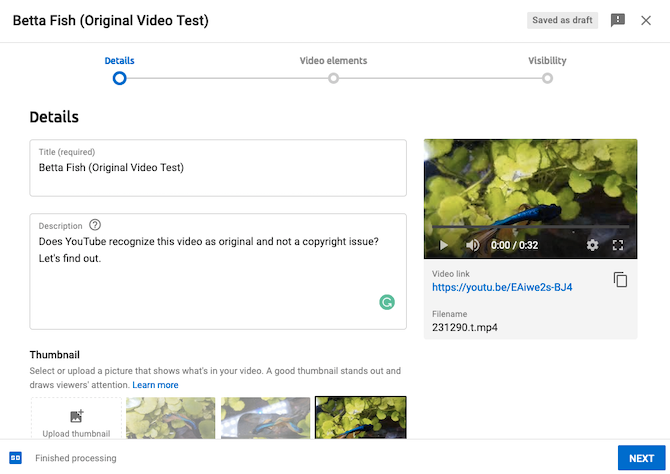 Betta Fish (Original Video Test)
Saved as draft
Details
Video elements
Visibility
Details
Title (required)
Betta Fish (Original Video Test)
Description
Does YouTube recognize this video as original and not a copyright issue?
Let's find out.
0:00 / 0:32
Video link
https://youtu.be/EAiwe2s-BJ4
Filename
231290.t.mp4
Thumbnail
Select or upload a picture that shows what's in your video. A good thumbnail stands out and
draws viewers' attention. Learn more
Upload thumbnail
SD
Finished processing
NEXT